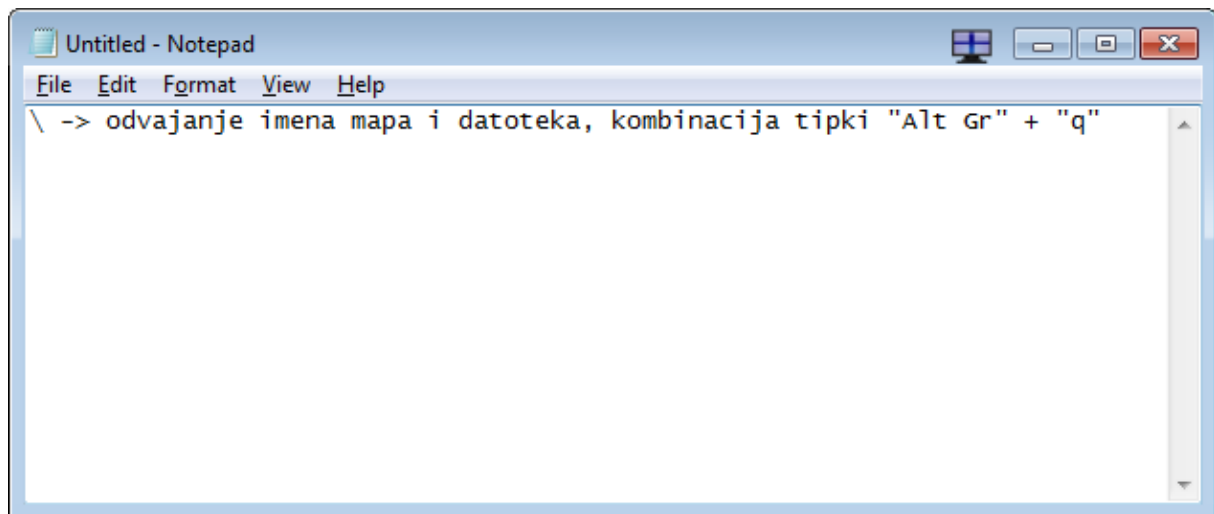 Untitled - Notepad
File Edit Format View Help
\ -> odvajanje imena mapa i datoteka, kombinacija tipki "Alt Gr" + "q"